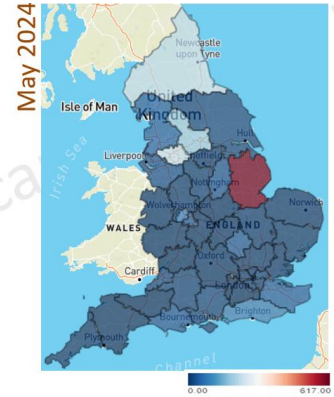 May 2024
Newcastle
upon Tyne
United
Kingdom
Isle of Man
Irish Sea
Hull
Liverpool
Sheffield
Nottingham
Norwich
Wolverhampton
WALES
ENGLAND
Oxford
Cardiff
London
Bournemouth
Brighton
Plymouth
Channel
0.00
617.00